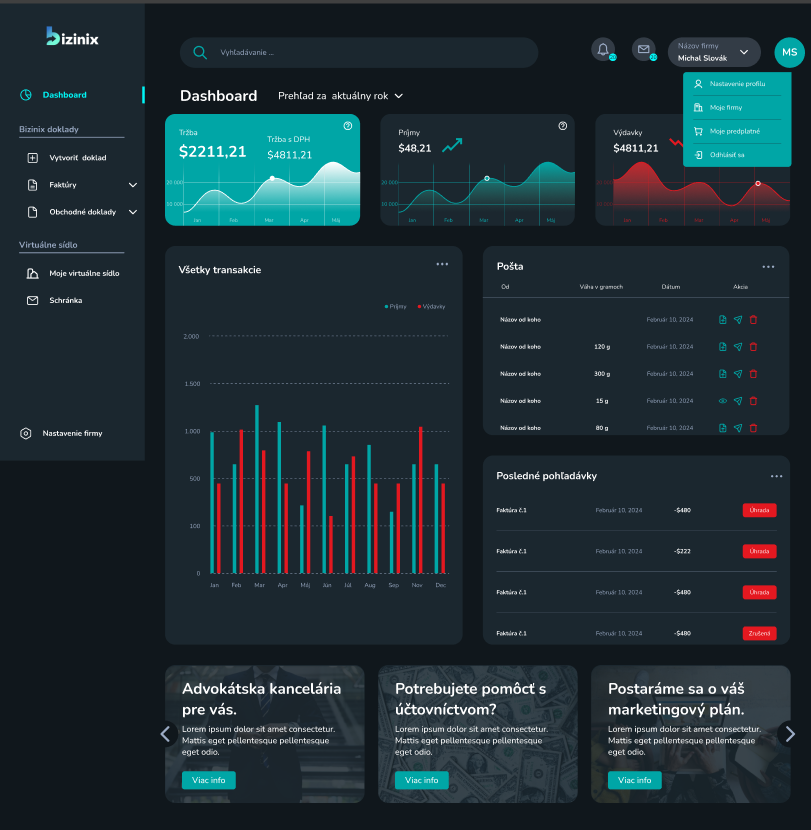 bizinix
Vyhľadávanie ...
Názov firmy
Michal Slovák
MS
Nastavenie profilu
Moje firmy
Moje predplatné
Odhlásiť sa
Dashboard
Bizinix doklady
Vytvoriť doklad
Faktúry
Obchodné doklady
Virtuálne sídlo
Moje virtuálne sídlo
Schránka
Nastavenie firmy
Dashboard
Prehľad za aktuálny rok
Tržba
$2211,21
Tržba s DPH
$4811,21
20 000
10 000
Jan Feb Mar Apr Máj
Príjmy
$48,21
20 000
10 000
Jan Feb Mar Apr Máj
Výdavky
$4811,21
20 000
10 000
Jan Feb Mar Apr Máj
Všetky transakcie
Príjmy Výdavky
2.000
1.500
1.000
500
100
0
Jan Feb Mar Apr Máj Jún Júl Aug Sep Nov Dec
Pošta
Od Váha v gramoch Dátum Akcia
Názov od koho Február 10, 2024
Názov od koho 120 g Február 10, 2024
Názov od koho 300 g Február 10, 2024
Názov od koho 15 g Február 10, 2024
Názov od koho 80 g Február 10, 2024
Posledné pohľadávky
Faktúra č.1 Február 10, 2024 -$480 Úhrada
Faktúra č.1 Február 10, 2024 -$222 Úhrada
Faktúra č.1 Február 10, 2024 -$480 Úhrada
Faktúra č.1 Február 10, 2024 -$480 Zrušená
Advokátska kancelária
pre vás.
Lorem ipsum dolor sit amet consectetur.
Mattis eget pellentesque pellentesque
eget odio.
Viac info
Potrebujete pomôcť s
účtovníctvom?
Lorem ipsum dolor sit amet consectetur.
Mattis eget pellentesque pellentesque
eget odio.
Viac info
Postaráme sa o váš
marketingový plán.
Lorem ipsum dolor sit amet consectetur.
Mattis eget pellentesque pellentesque
eget odio.
Viac info